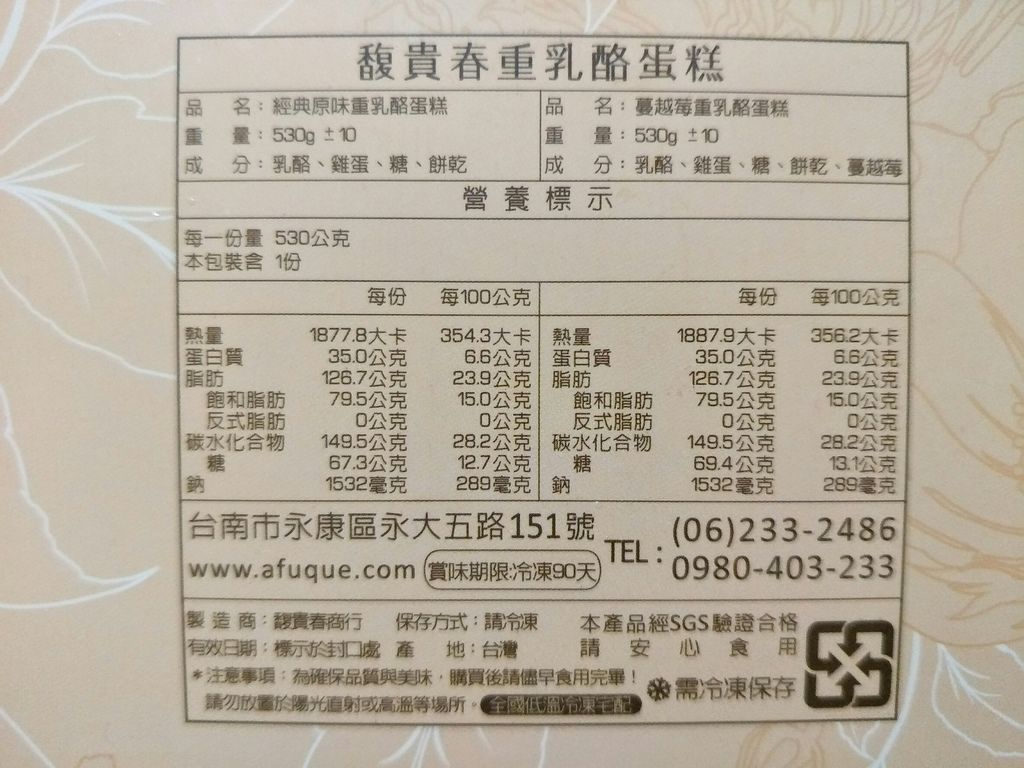 馥貴春重乳酪蛋糕
品　名：經典原味重乳酪蛋糕
重　量：530g ±10
成　分：乳酪、雞蛋、糖、餅乾
品　名：蔓越莓重乳酪蛋糕
重　量：530g ±10
成　分：乳酪、雞蛋、糖、餅乾、蔓越莓
營養標示
每一份量 530公克
本包裝含 1份
每份　每100公克
熱量　1877.8大卡　354.3大卡
蛋白質　35.0公克　6.6公克
脂肪　126.7公克　23.9公克
飽和脂肪　79.5公克　15.0公克
反式脂肪　0公克　0公克
碳水化合物　149.5公克　28.2公克
糖　67.3公克　12.7公克
鈉　1532毫克　289毫克
每份　每100公克
熱量　1887.9大卡　356.2大卡
蛋白質　35.0公克　6.6公克
脂肪　126.7公克　23.9公克
飽和脂肪　79.5公克　15.0公克
反式脂肪　0公克　0公克
碳水化合物　149.5公克　28.2公克
糖　69.4公克　13.1公克
鈉　1532毫克　289毫克
台南市永康區永大五路151號
www.afuque.com 賞味期限:冷凍90天
TEL：(06)233-2486
0980-403-233
製造商：馥貴春商行　保存方式：請冷凍
有效日期：標示於封口處　產　地：台灣
*注意事項：為確保品質與美味，購買後請儘早食用完畢！
請勿放置於陽光直射或高溫等場所。全國低溫冷凍宅配
本產品經SGS驗證合格
請安心食用
需冷凍保存